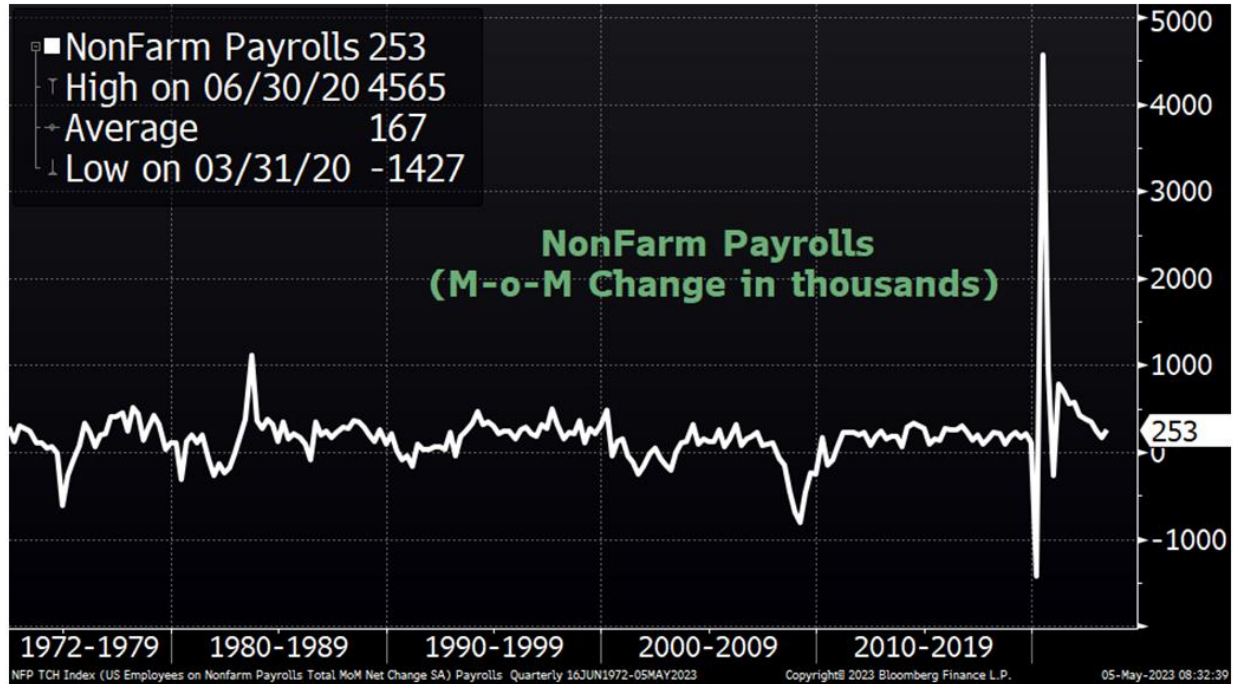 NonFarm Payrolls 253
High on 06/30/20 4565
Average 167
Low on 03/31/20 -1427
NonFarm Payrolls
(M-o-M Change in thousands)
5000
4000
3000
2000
1000
253
0
-1000
1972-1979 1980-1989 1990-1999 2000-2009 2010-2019
NFP TCH Index (US Employees on Nonfarm Payrolls Total MoM Net Change SA) Payrolls Quarterly 16JUN1972-05MAY2023 Copyright© 2023 Bloomberg Finance L.P. 05-May-2023 08:32:39